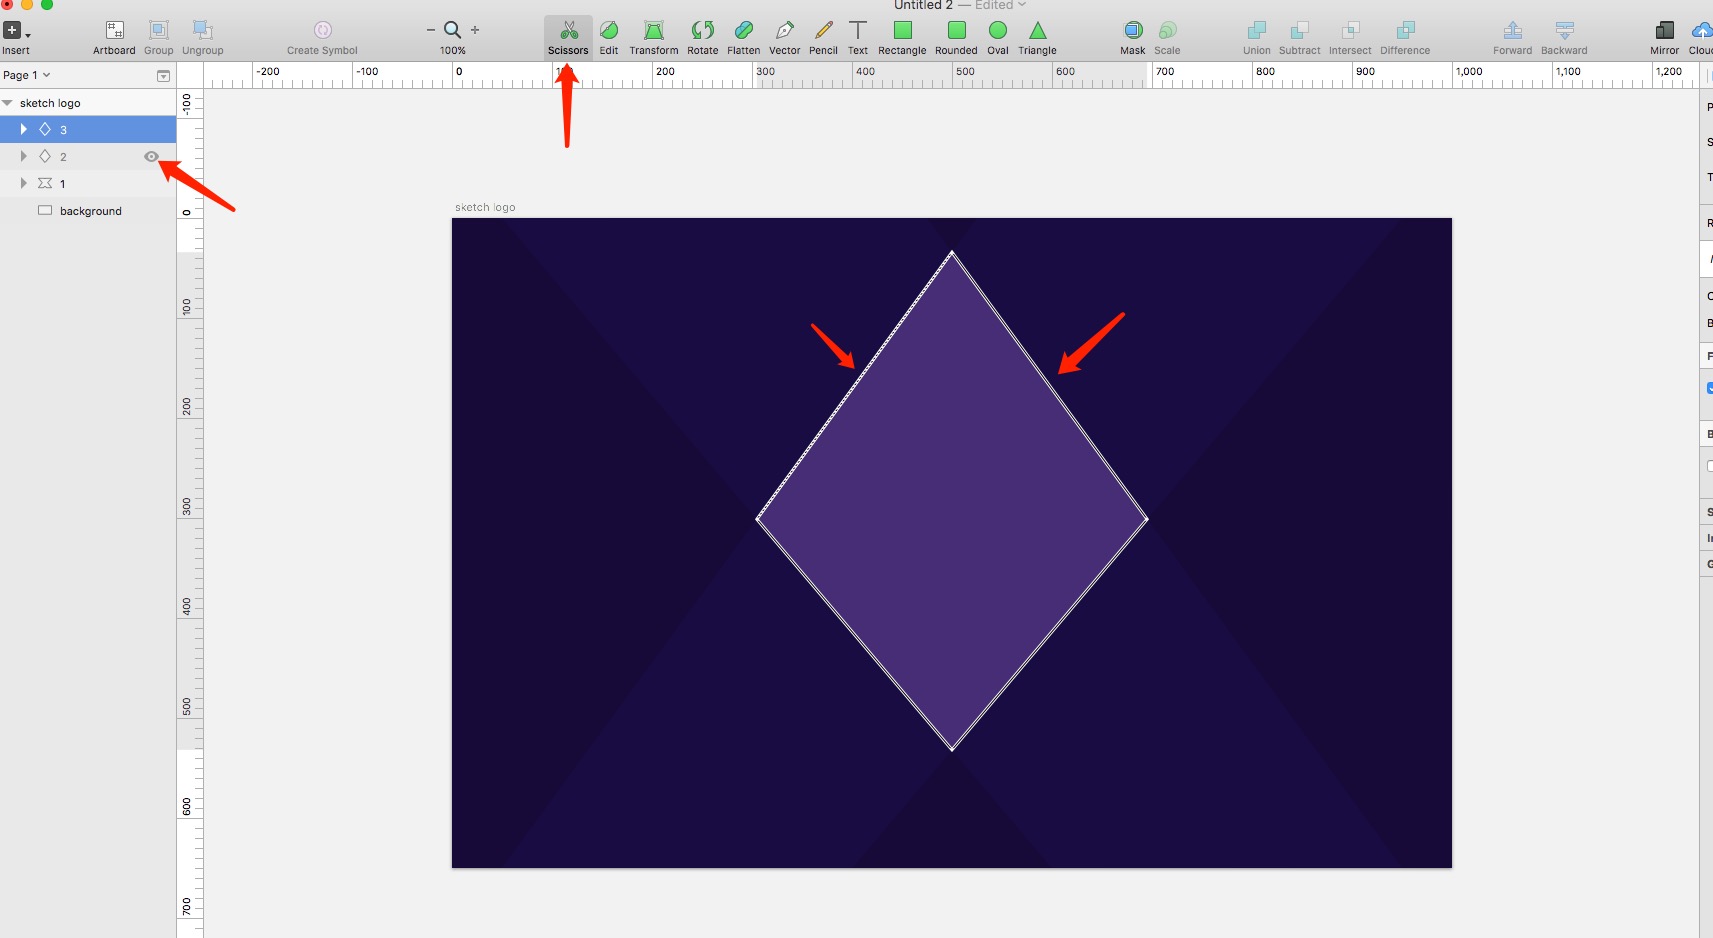 Untitled 2 — Edited
Insert Artboard Group Ungroup Create Symbol 100% Scissors Edit Transform Rotate Flatten Vector Pencil Text Rectangle Rounded Oval Triangle Mask Scale Union Subtract Intersect Difference Forward Backward Mirror
Page 1
-200 -100 0 200 300 400 500 600 700 800 900 1,000 1,100 1,200
sketch logo
3
2
1
background
-100
0
100
200
300
400
500
600
700
sketch logo